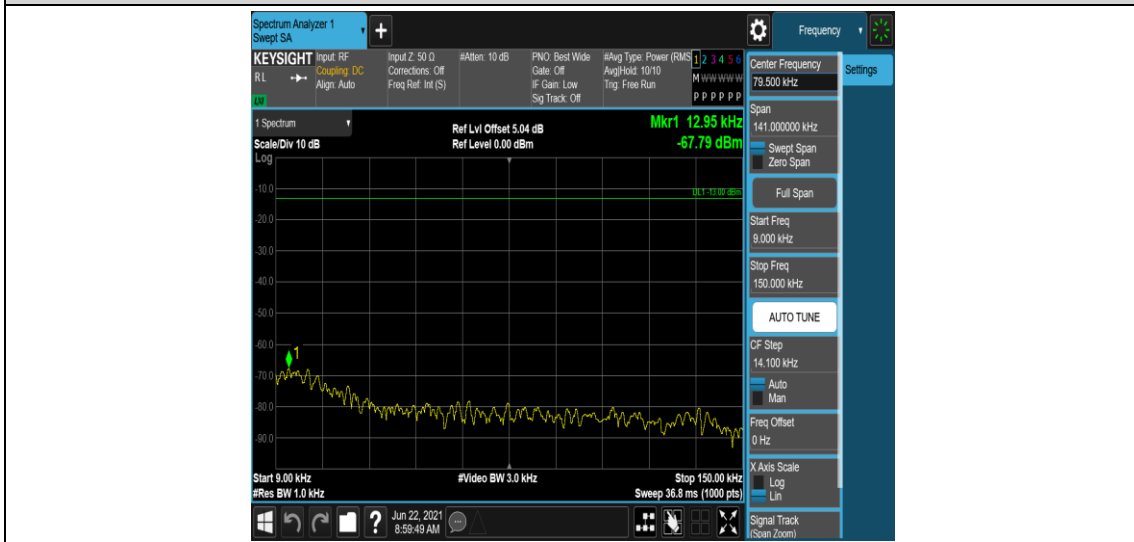 Spectrum Analyzer 1
Swept SA
+
Frequency
KEYSIGHT
RL
LXI
Input: RF
Coupling: DC
Align: Auto
Input Z: 50 Ω
Corrections: Off
Freq Ref: Int (S)
#Atten: 10 dB
PNO: Best Wide
Gate: Off
IF Gain: Low
Sig Track: Off
#Avg Type: Power (RMS
Avg|Hold: 10/10
Trig: Free Run
1 2 3 4 5 6
M W W W W W
P P P P P P
1 Spectrum
Scale/Div 10 dB
Ref Lvl Offset 5.04 dB
Ref Level 0.00 dBm
Mkr1 12.95 kHz
-67.79 dBm
Log
DL1 -13.00 dBm
-10.0
-20.0
-30.0
-40.0
-50.0
-60.0
1
-70.0
-80.0
-90.0
Start 9.00 kHz
#Res BW 1.0 kHz
#Video BW 3.0 kHz
Stop 150.00 kHz
Sweep 36.8 ms (1000 pts)
?
Jun 22, 2021
8:59:49 AM
Center Frequency
79.500 kHz
Settings
Span
141.000000 kHz
Swept Span
Zero Span
Full Span
Start Freq
9.000 kHz
Stop Freq
150.000 kHz
AUTO TUNE
CF Step
14.100 kHz
Auto
Man
Freq Offset
0 Hz
X Axis Scale
Log
Lin
Signal Track
(Span Zoom)